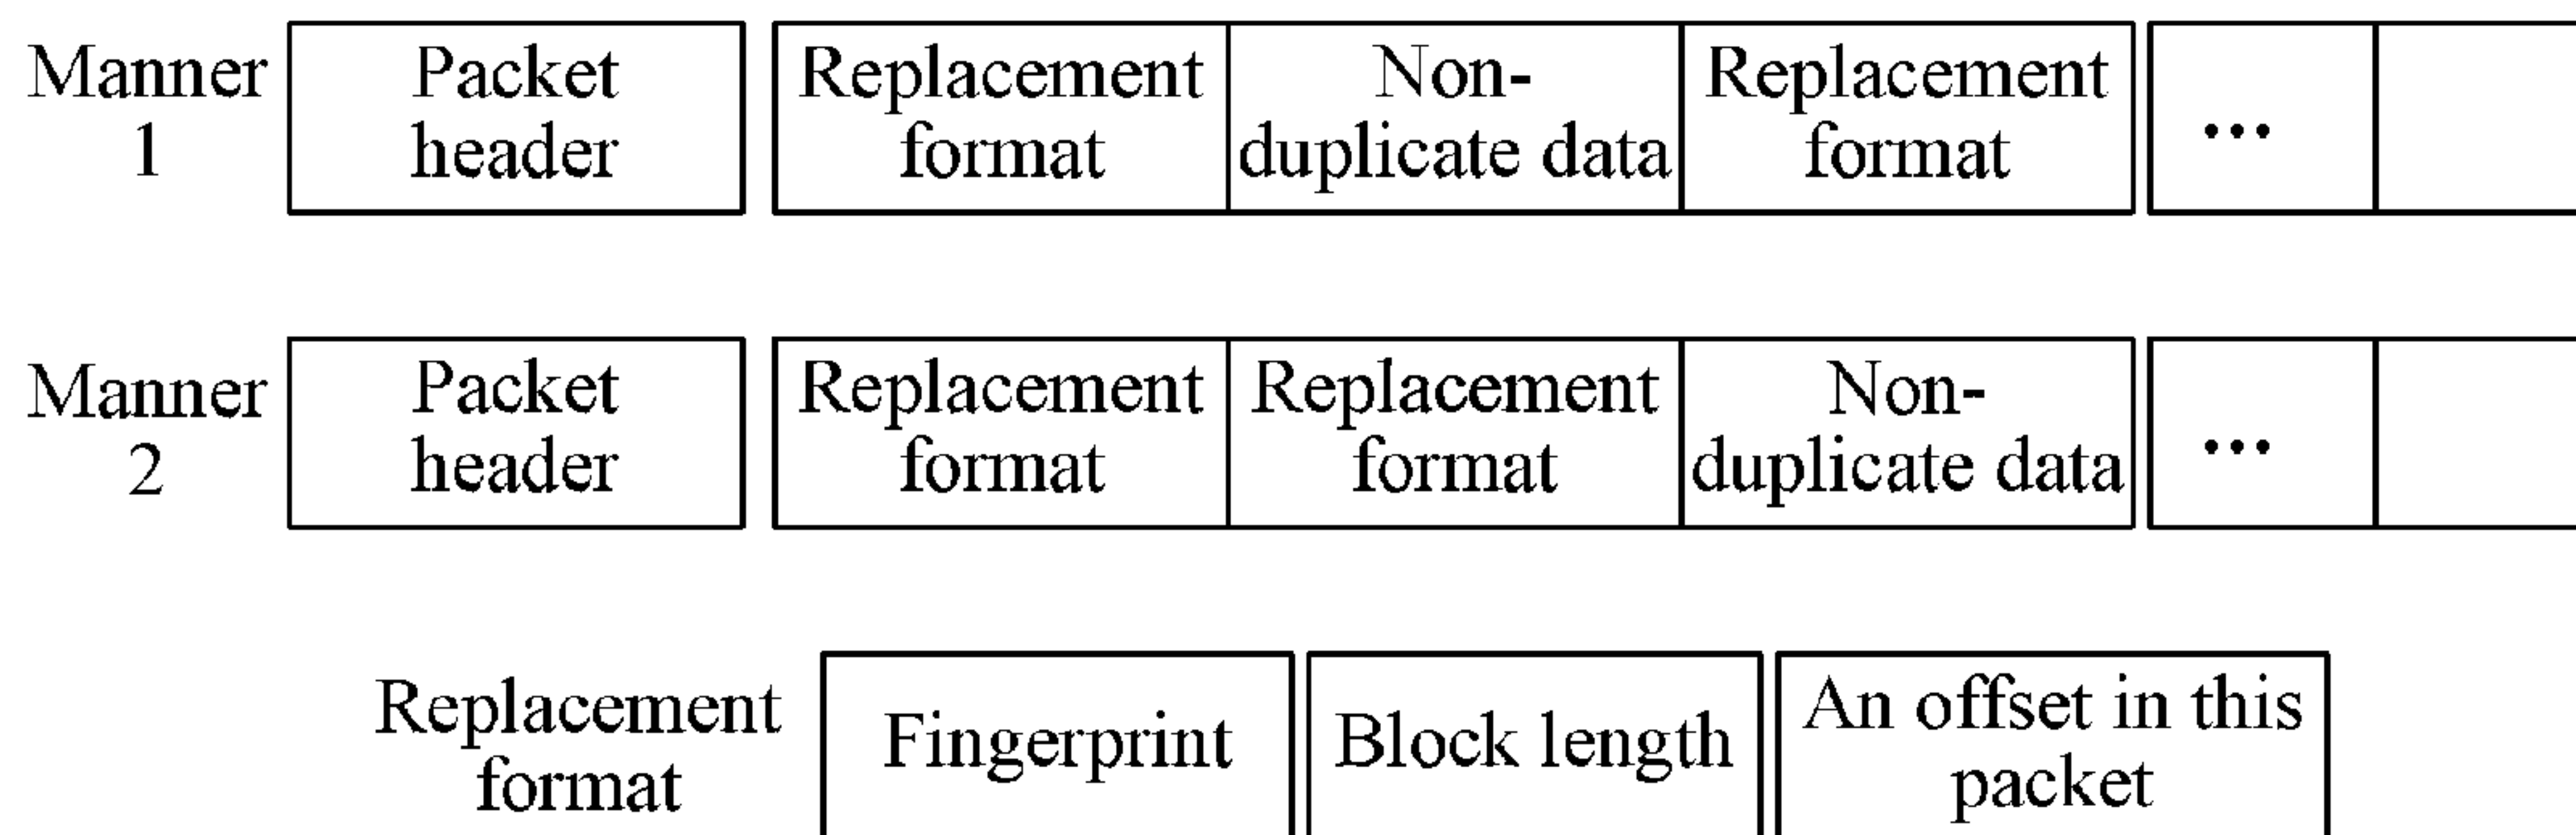 Manner
1
Packet
header
Replacement
format
Non-
duplicate data
Replacement
format
...
Manner
2
Packet
header
Replacement
format
Replacement
format
Non-
duplicate data
...
Replacement
format
Fingerprint
Block length
An offset in this
packet